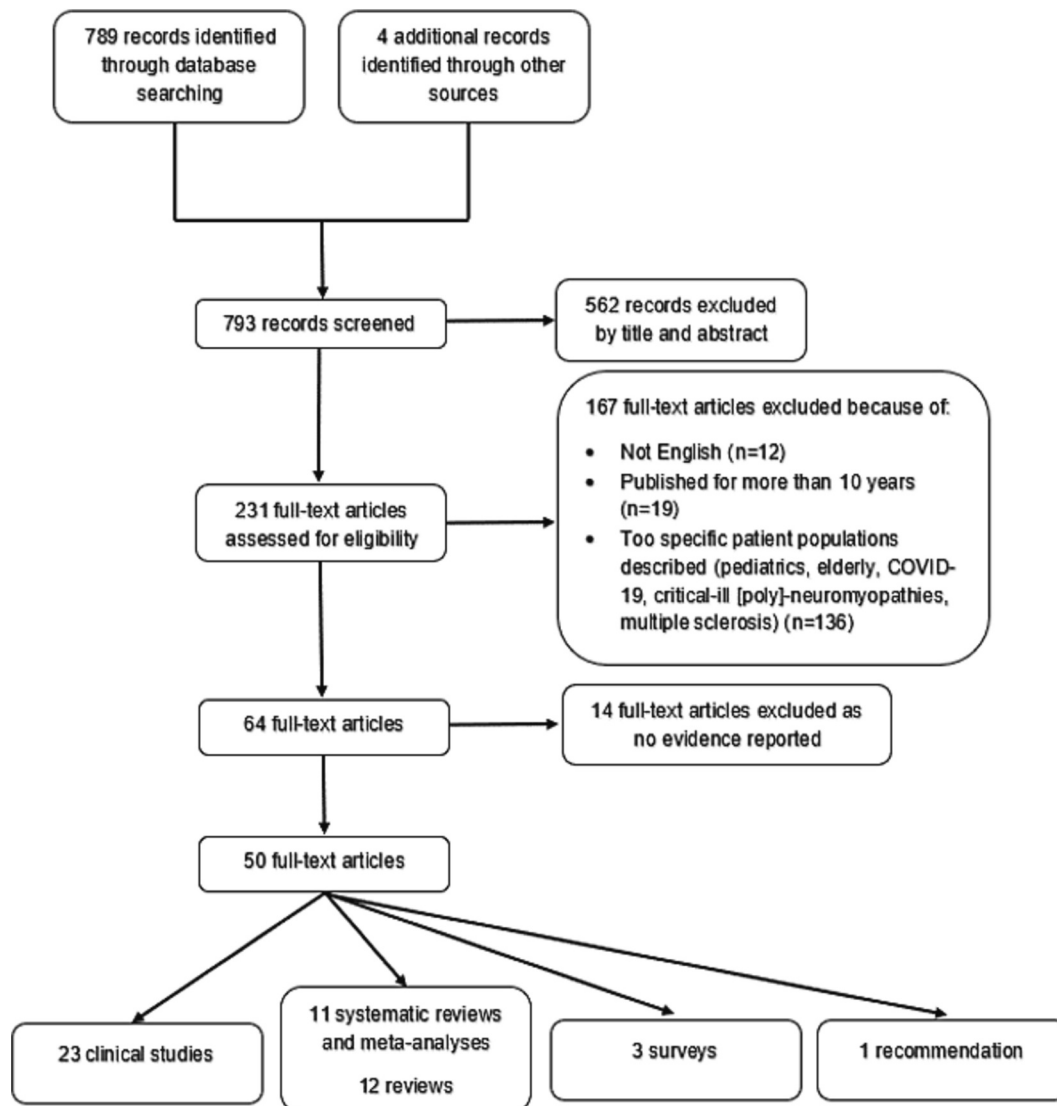 789 records identified
through database
searching
4 additional records
identified through other
sources
793 records screened
562 records excluded
by title and abstract
231 full-text articles
assessed for eligibility
167 full-text articles excluded because of:
• Not English (n=12)
• Published for more than 10 years
(n=19)
• Too specific patient populations
described (pediatrics, elderly, COVID-
19, critical-ill [poly]-neuromyopathies,
multiple sclerosis) (n=136)
64 full-text articles
14 full-text articles excluded as
no evidence reported
50 full-text articles
23 clinical studies
11 systematic reviews
and meta-analyses
12 reviews
3 surveys
1 recommendation